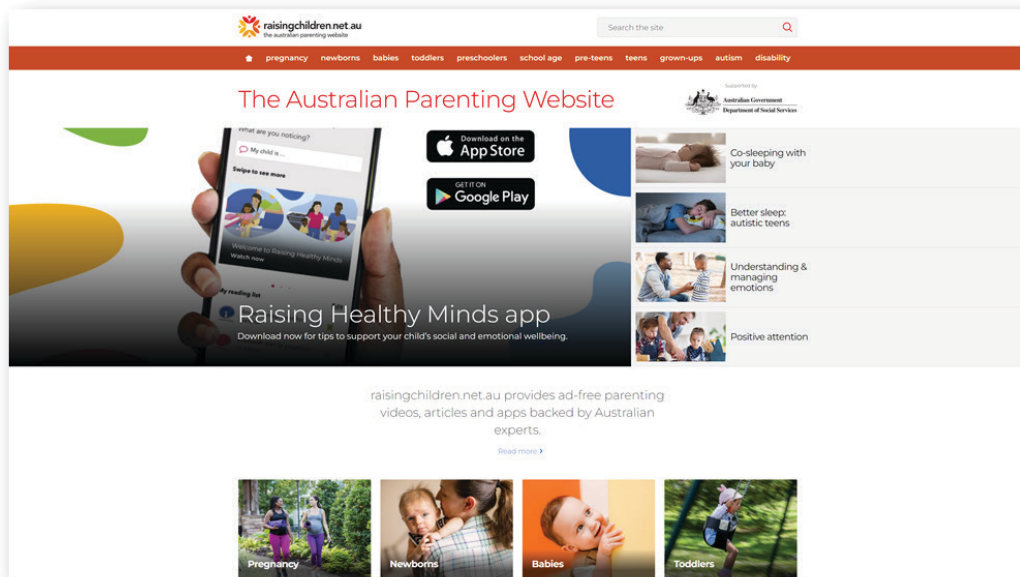 raisingchildren.net.au
the australian parenting website
Search the site
pregnancy newborns babies toddlers preschoolers school age pre-teens teens grown-ups autism disability
The Australian Parenting Website
Supported by
Australian Government
Department of Social Services
What are you noticing?
My child is ...
Swipe to see more
Welcome to Raising Healthy Minds
Watch now
My reading list
Download on the
App Store
GET IT ON
Google Play
Raising Healthy Minds app
Download now for tips to support your child's social and emotional wellbeing.
Co-sleeping with
your baby
Better sleep:
autistic teens
Understanding &
managing
emotions
Positive attention
raisingchildren.net.au provides ad-free parenting
videos, articles and apps backed by Australian
experts.
Read more
Pregnancy
Newborns
Babies
Toddlers